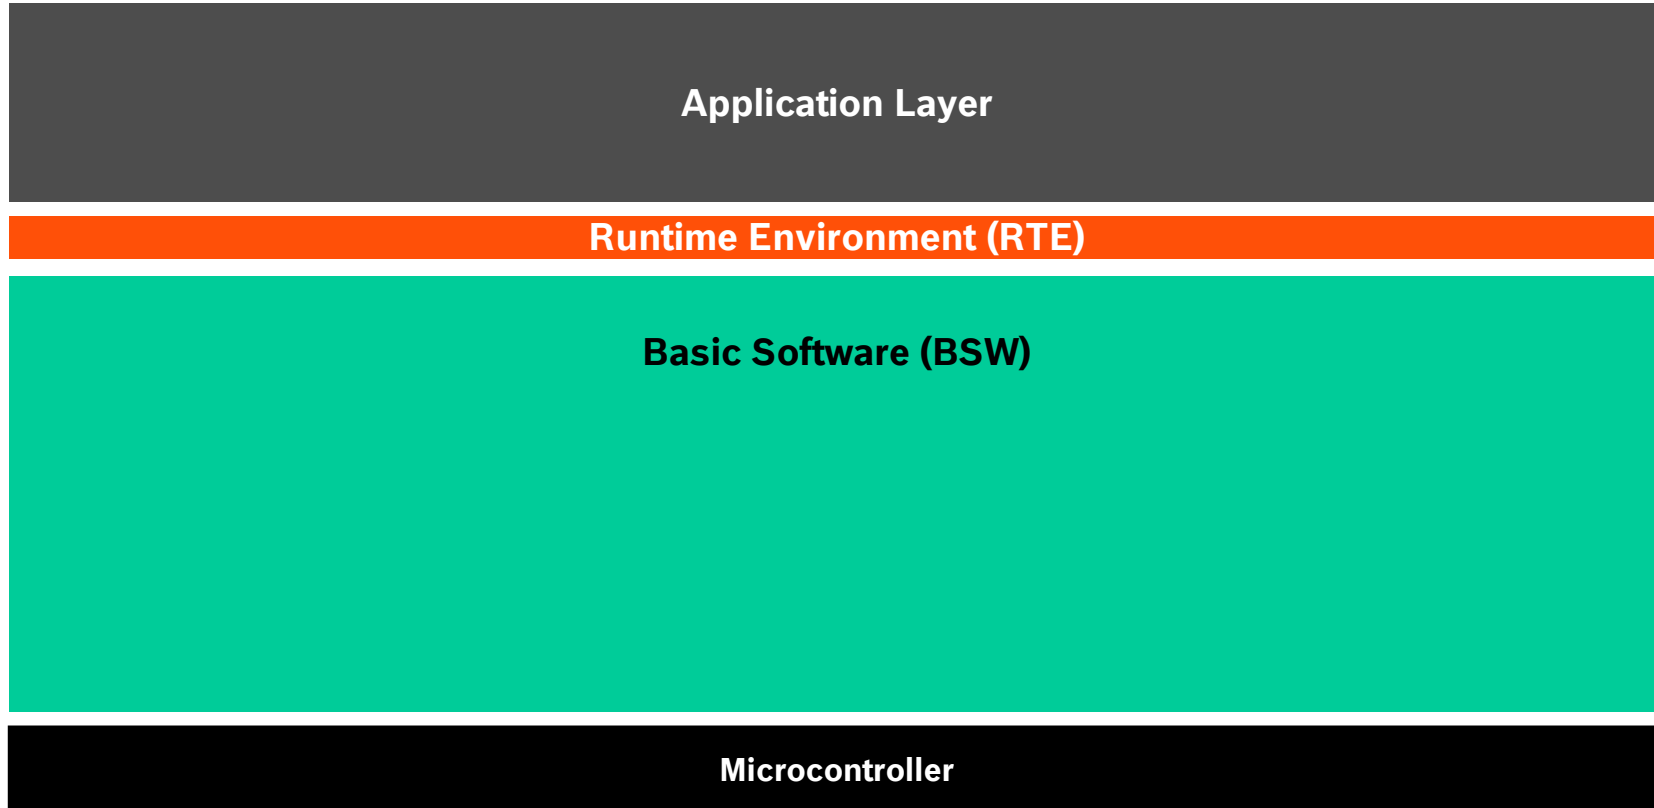 Application Layer
Runtime Environment (RTE)
Basic Software (BSW)
Microcontroller